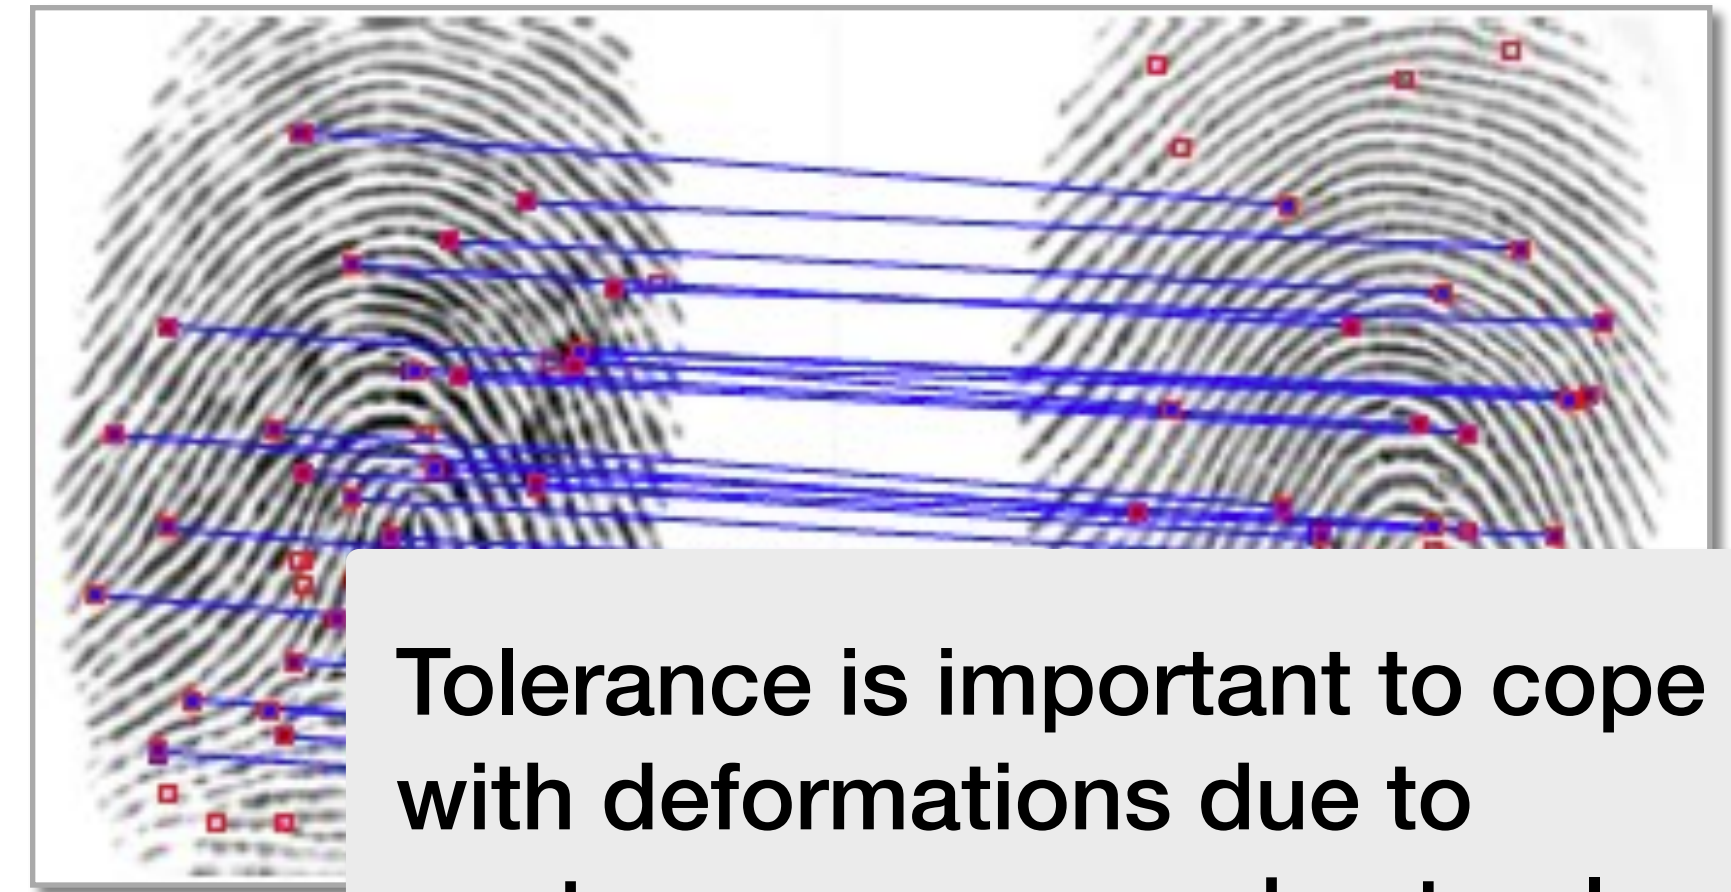 Tolerance is important to cope
with deformations due to